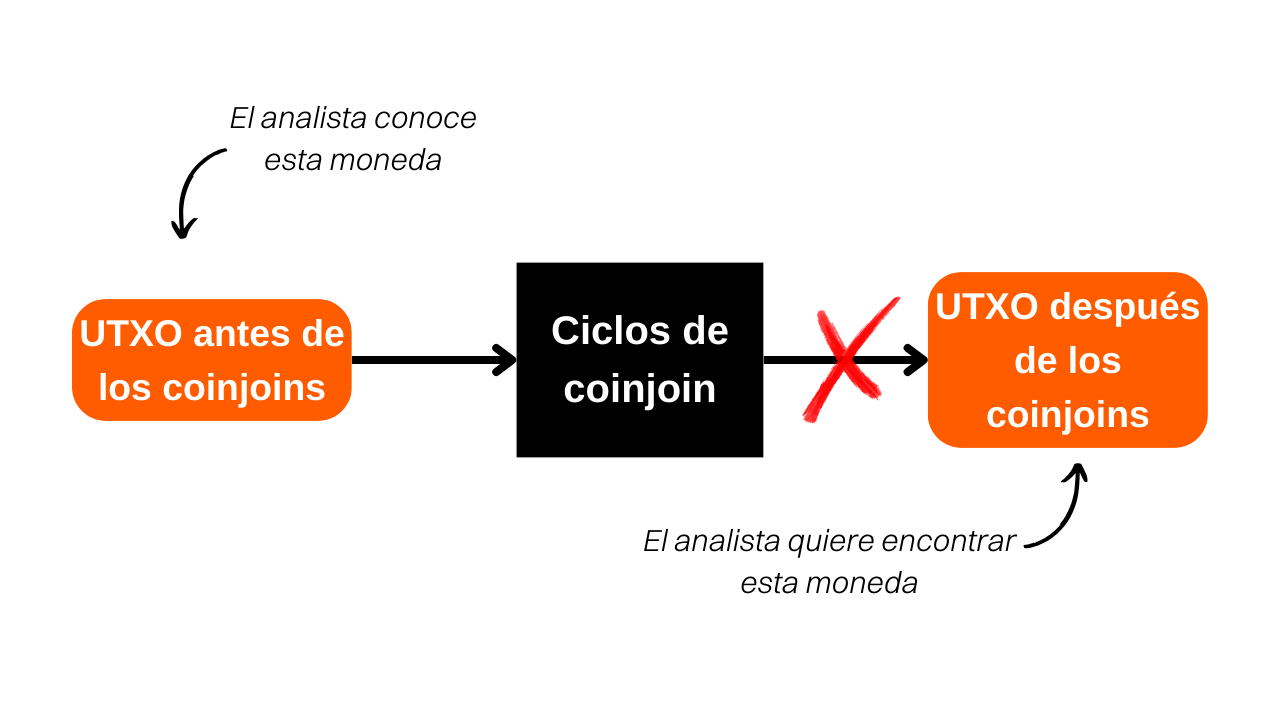 El analista conoce
esta moneda
UTXO antes de
los coinjoins
Ciclos de
coinjoin
UTXO después
de los
coinjoins
El analista quiere encontrar
esta moneda